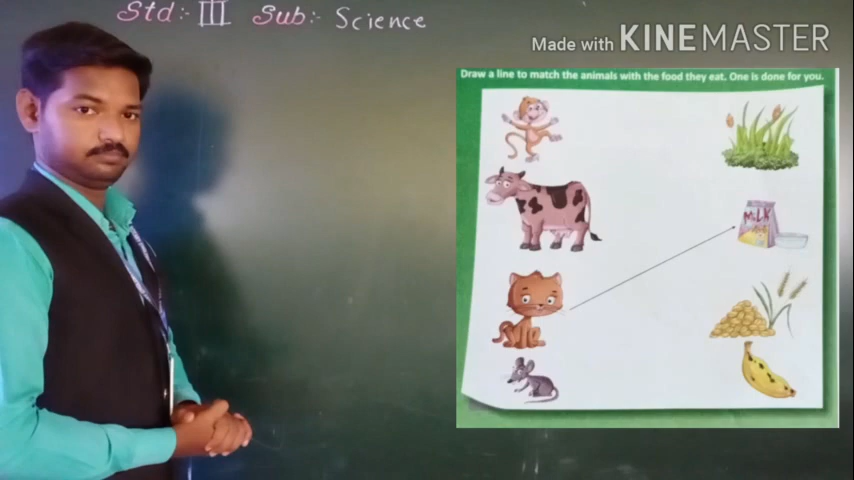 Std:- III Sub:- Science
Made with KINEMASTER
Draw a line to match the animals with the food they eat. One is done for you.
MiLK